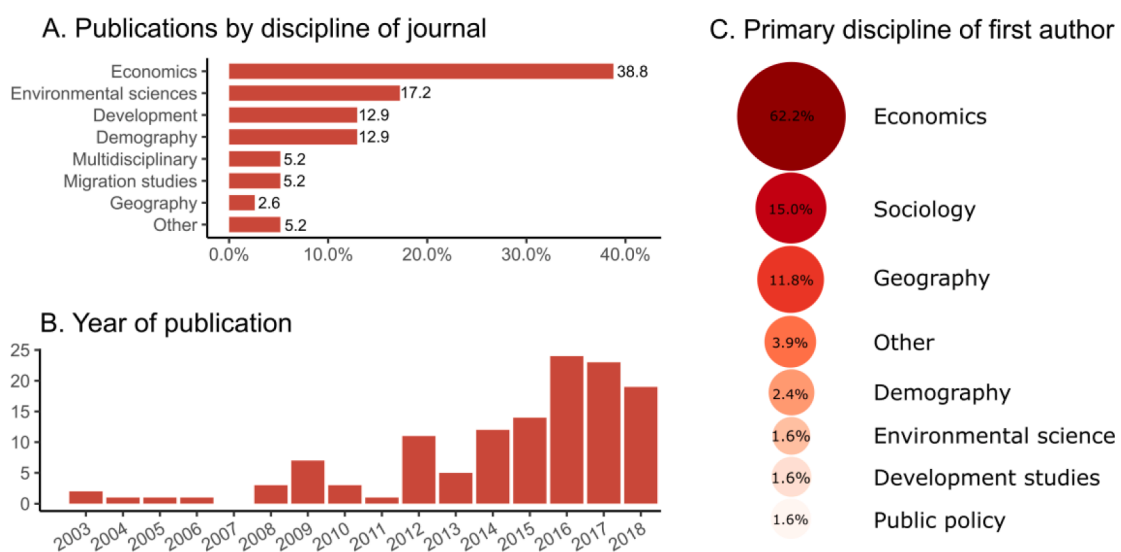 A. Publications by discipline of journal
Economics 38.8
Environmental sciences 17.2
Development 12.9
Demography 12.9
Multidisciplinary 5.2
Migration studies 5.2
Geography 2.6
Other 5.2
0.0% 10.0% 20.0% 30.0% 40.0%
B. Year of publication
25
20
15
10
5
0
2003 2004 2005 2006 2007 2008 2009 2010 2011 2012 2013 2014 2015 2016 2017 2018
C. Primary discipline of first author
62.2% Economics
15.0% Sociology
11.8% Geography
3.9% Other
2.4% Demography
1.6% Environmental science
1.6% Development studies
1.6% Public policy